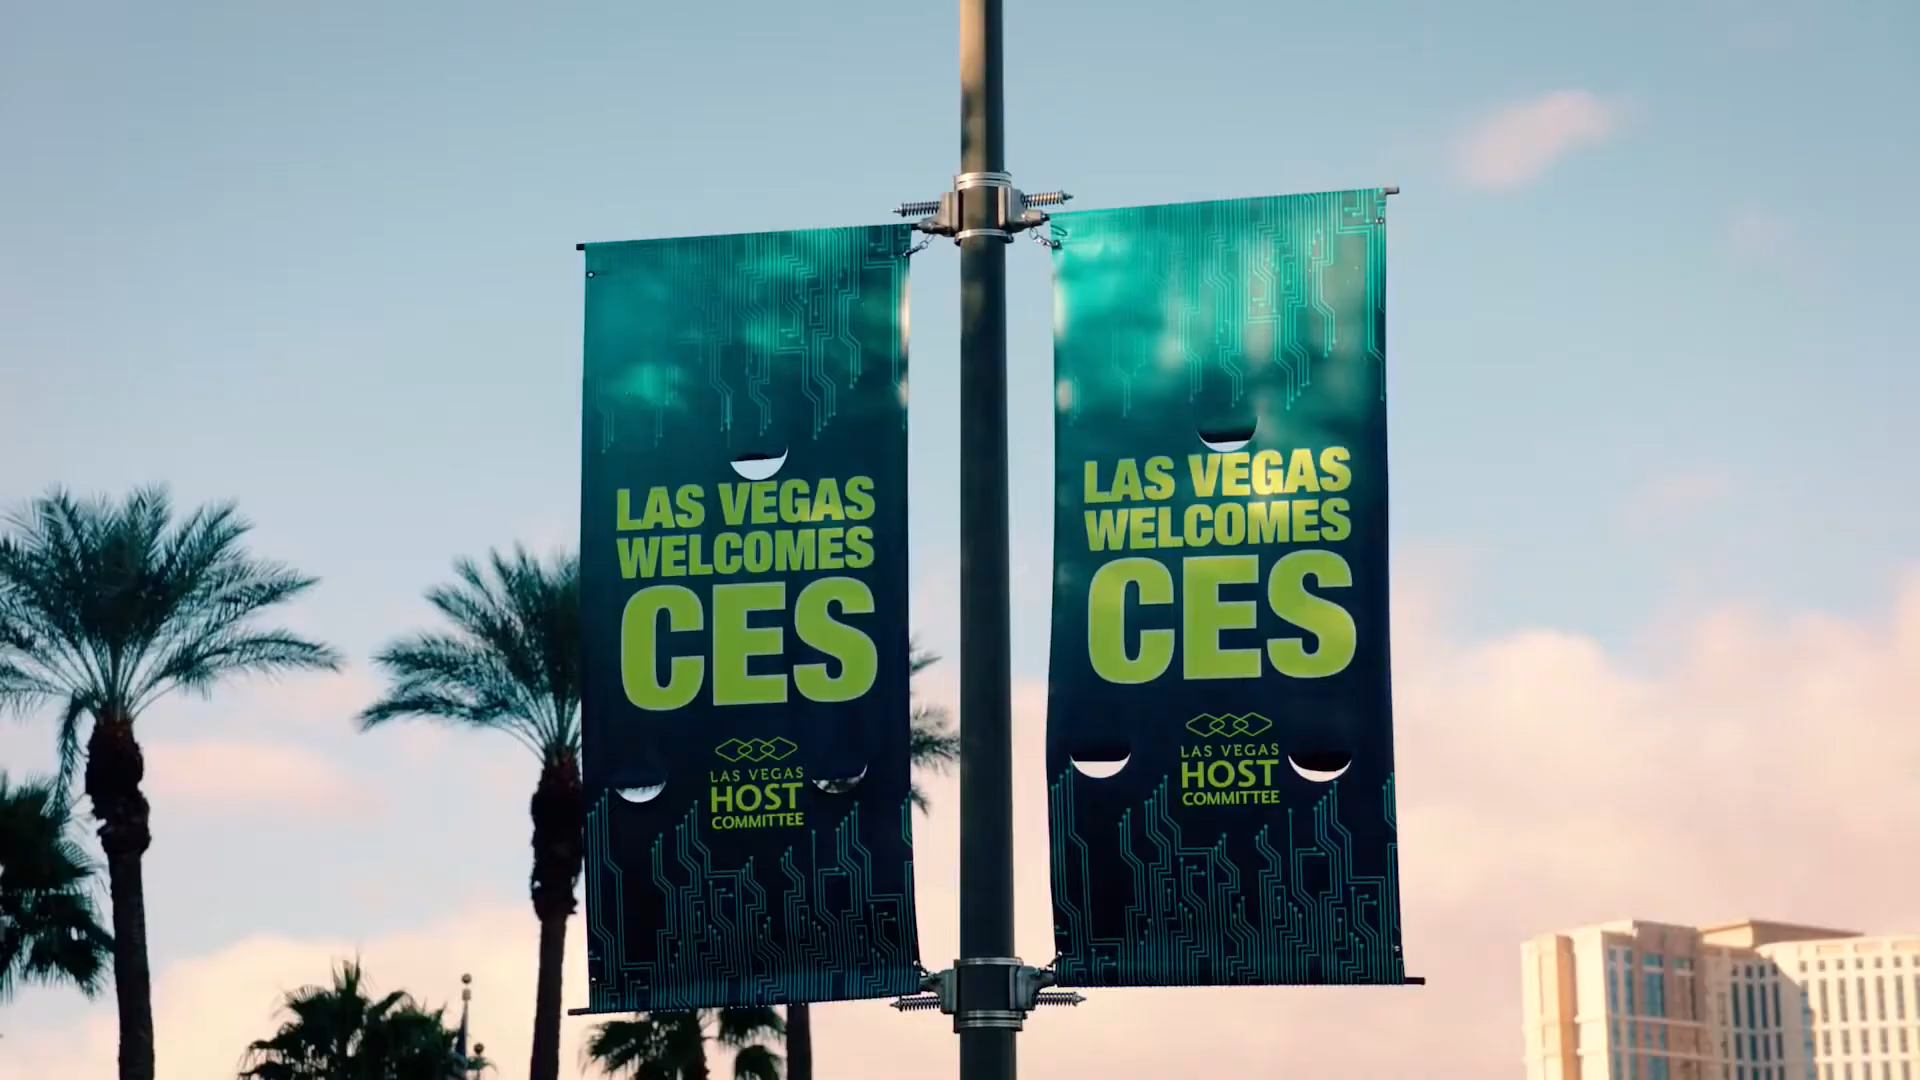 LAS VEGAS
WELCOMES
CES
LAS VEGAS
HOST
COMMITTEE
LAS VEGAS
WELCOMES
CES
LAS VEGAS
HOST
COMMITTEE